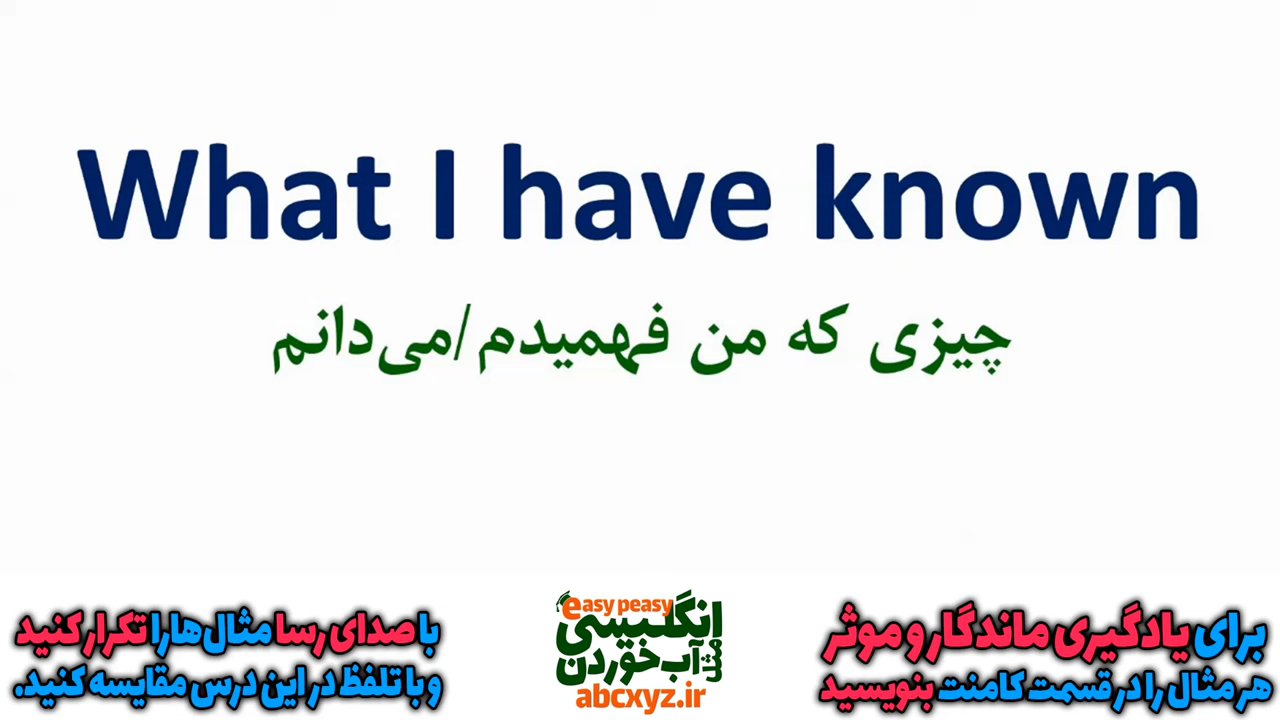 What I have known
چیزی که من فهمیدم/می‌دانم
برای یادگیری ماندگار و موثر
هر مثال را در قسمت کامنت بنویسید
easy peasy
انگلیسی
مثل آب خوردن
abcxyz.ir
با صدای رسا مثال‌ها را تکرار کنید
و با تلفظ در این درس مقایسه کنید.